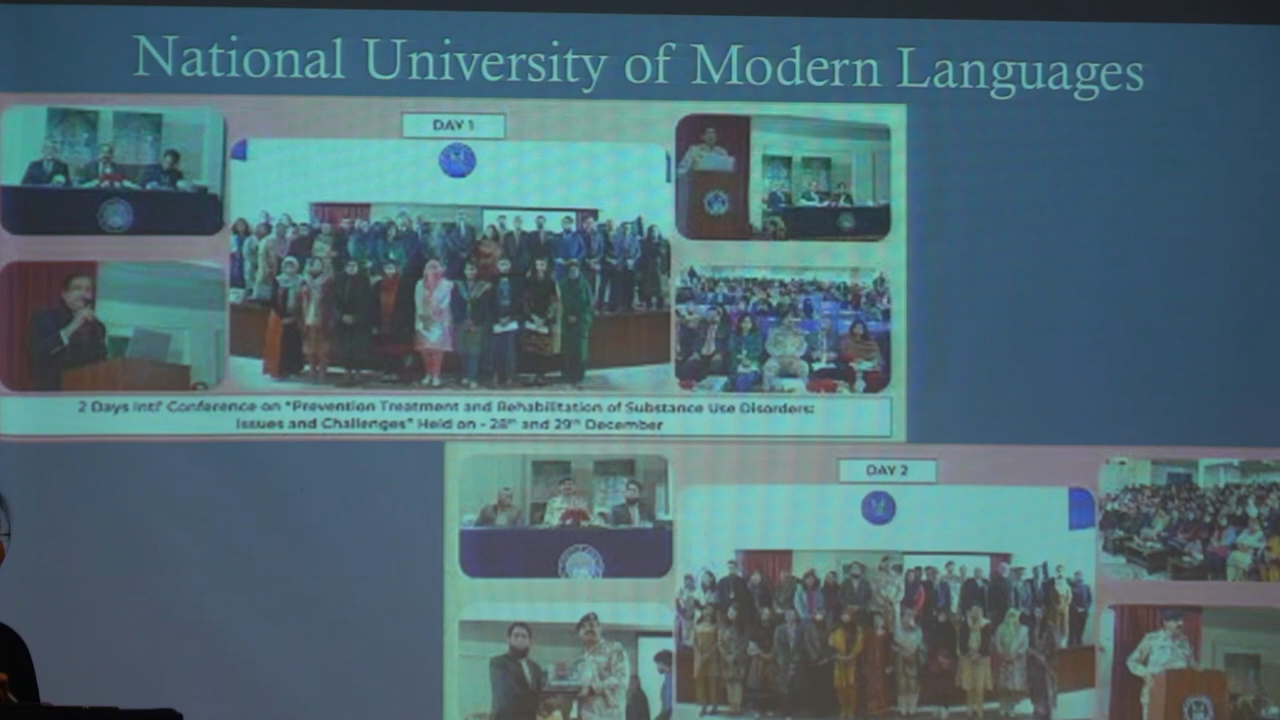 National University of Modern Languages
DAY 1
2 Days Int'l' Conference on "Prevention Treatment and Rehabilitation of Substance Use Disorders:
Issues and Challenges" Held on - 28th and 29th December
DAY 2